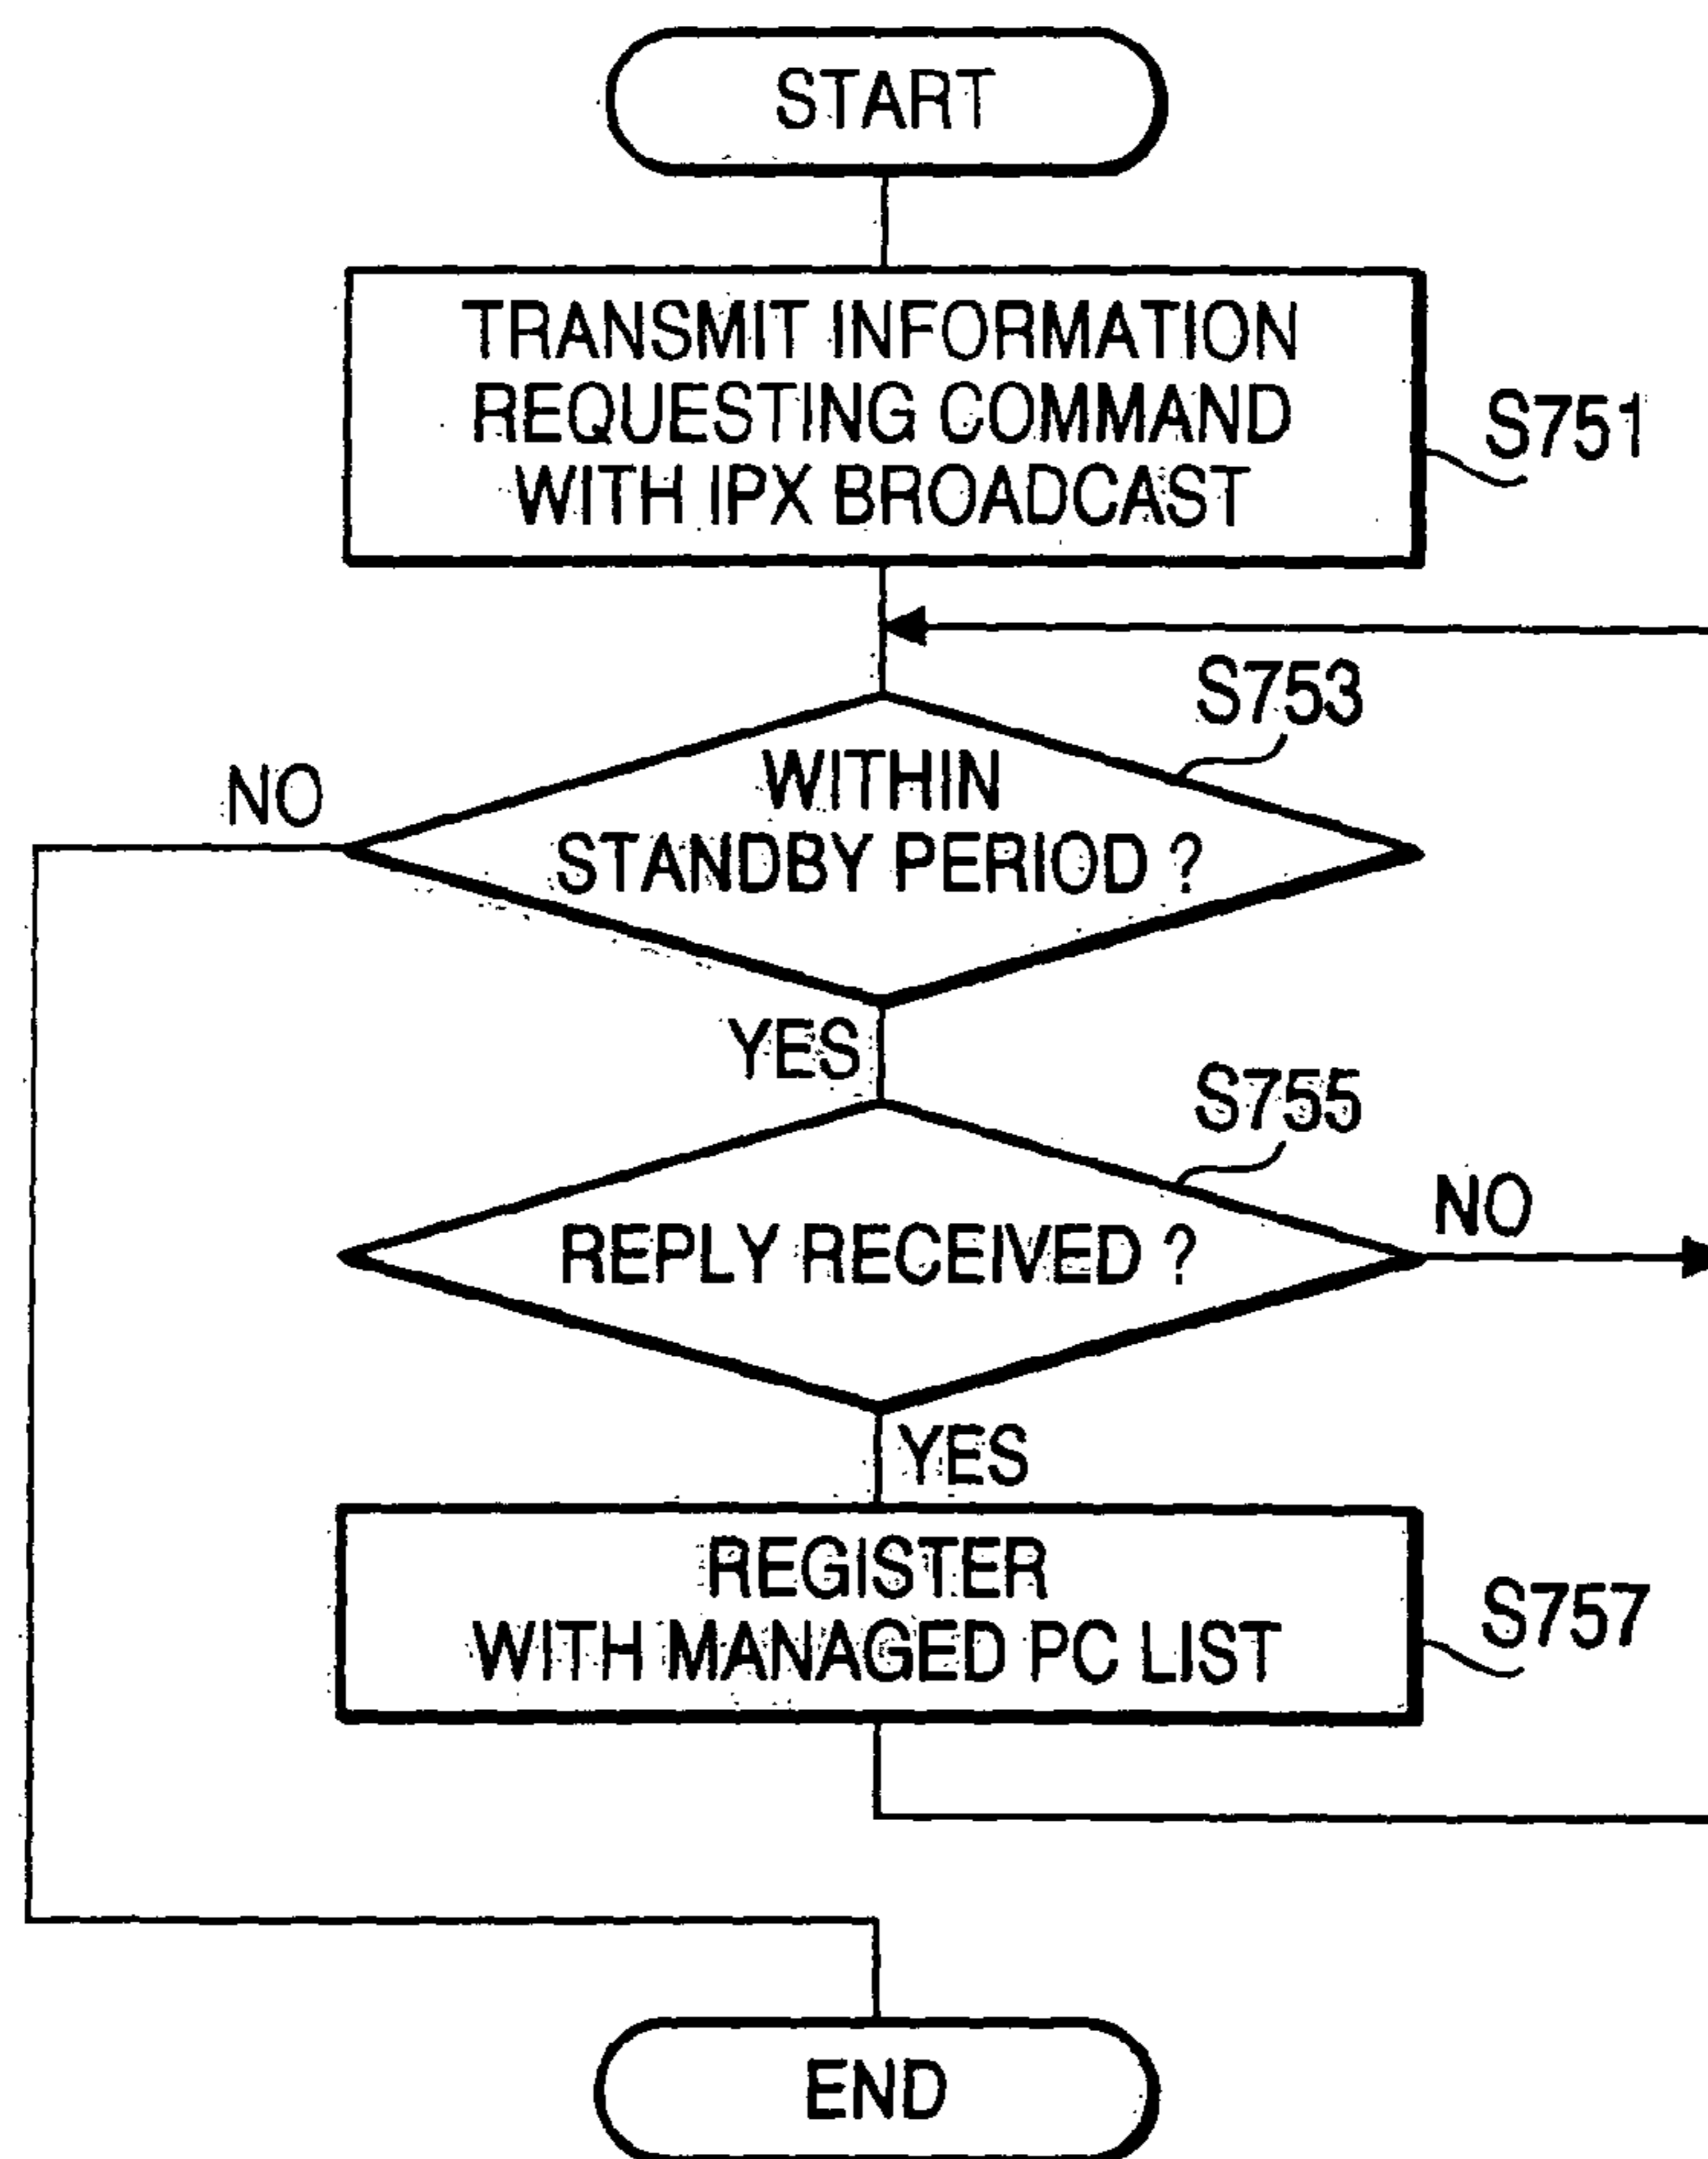 START
TRANSMIT INFORMATION
REQUESTING COMMAND
WITH IPX BROADCAST
S751
S753
NO
WITHIN
STANDBY PERIOD ?
YES
S755
NO
REPLY RECEIVED ?
YES
REGISTER
WITH MANAGED PC LIST
S757
END